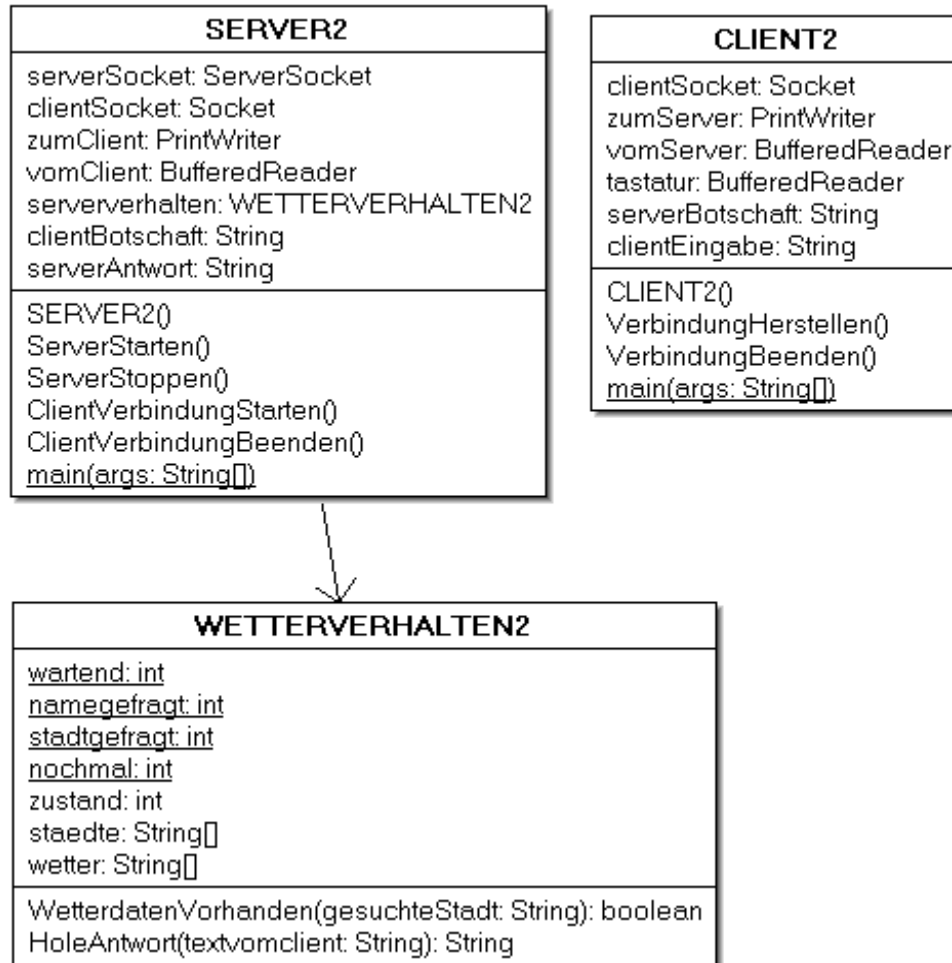 SERVER2
serverSocket: ServerSocket
clientSocket: Socket
zumClient: PrintWriter
vomClient: BufferedReader
serververhalten: WETTERVERHALTEN2
clientBotschaft: String
serverAntwort: String
SERVER2()
ServerStarten()
ServerStoppen()
ClientVerbindungStarten()
ClientVerbindungBeenden()
main(args: String[])
CLIENT2
clientSocket: Socket
zumServer: PrintWriter
vomServer: BufferedReader
tastatur: BufferedReader
serverBotschaft: String
clientEingabe: String
CLIENT2()
VerbindungHerstellen()
VerbindungBeenden()
main(args: String[])
WETTERVERHALTEN2
wartend: int
namegefragt: int
stadtgefragt: int
nochmal: int
zustand: int
staedte: String[]
wetter: String[]
WetterdatenVorhanden(gesuchteStadt: String): boolean
HoleAntwort(textvomclient: String): String